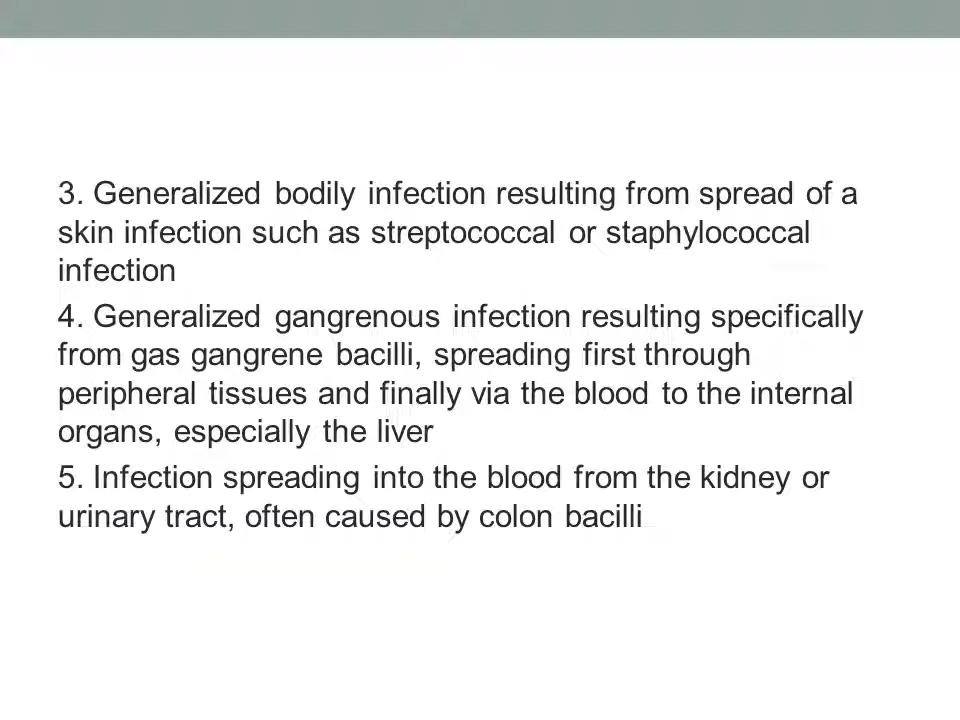 3. Generalized bodily infection resulting from spread of a
skin infection such as streptococcal or staphylococcal
infection
4. Generalized gangrenous infection resulting specifically
from gas gangrene bacilli, spreading first through
peripheral tissues and finally via the blood to the internal
organs, especially the liver
5. Infection spreading into the blood from the kidney or
urinary tract, often caused by colon bacilli